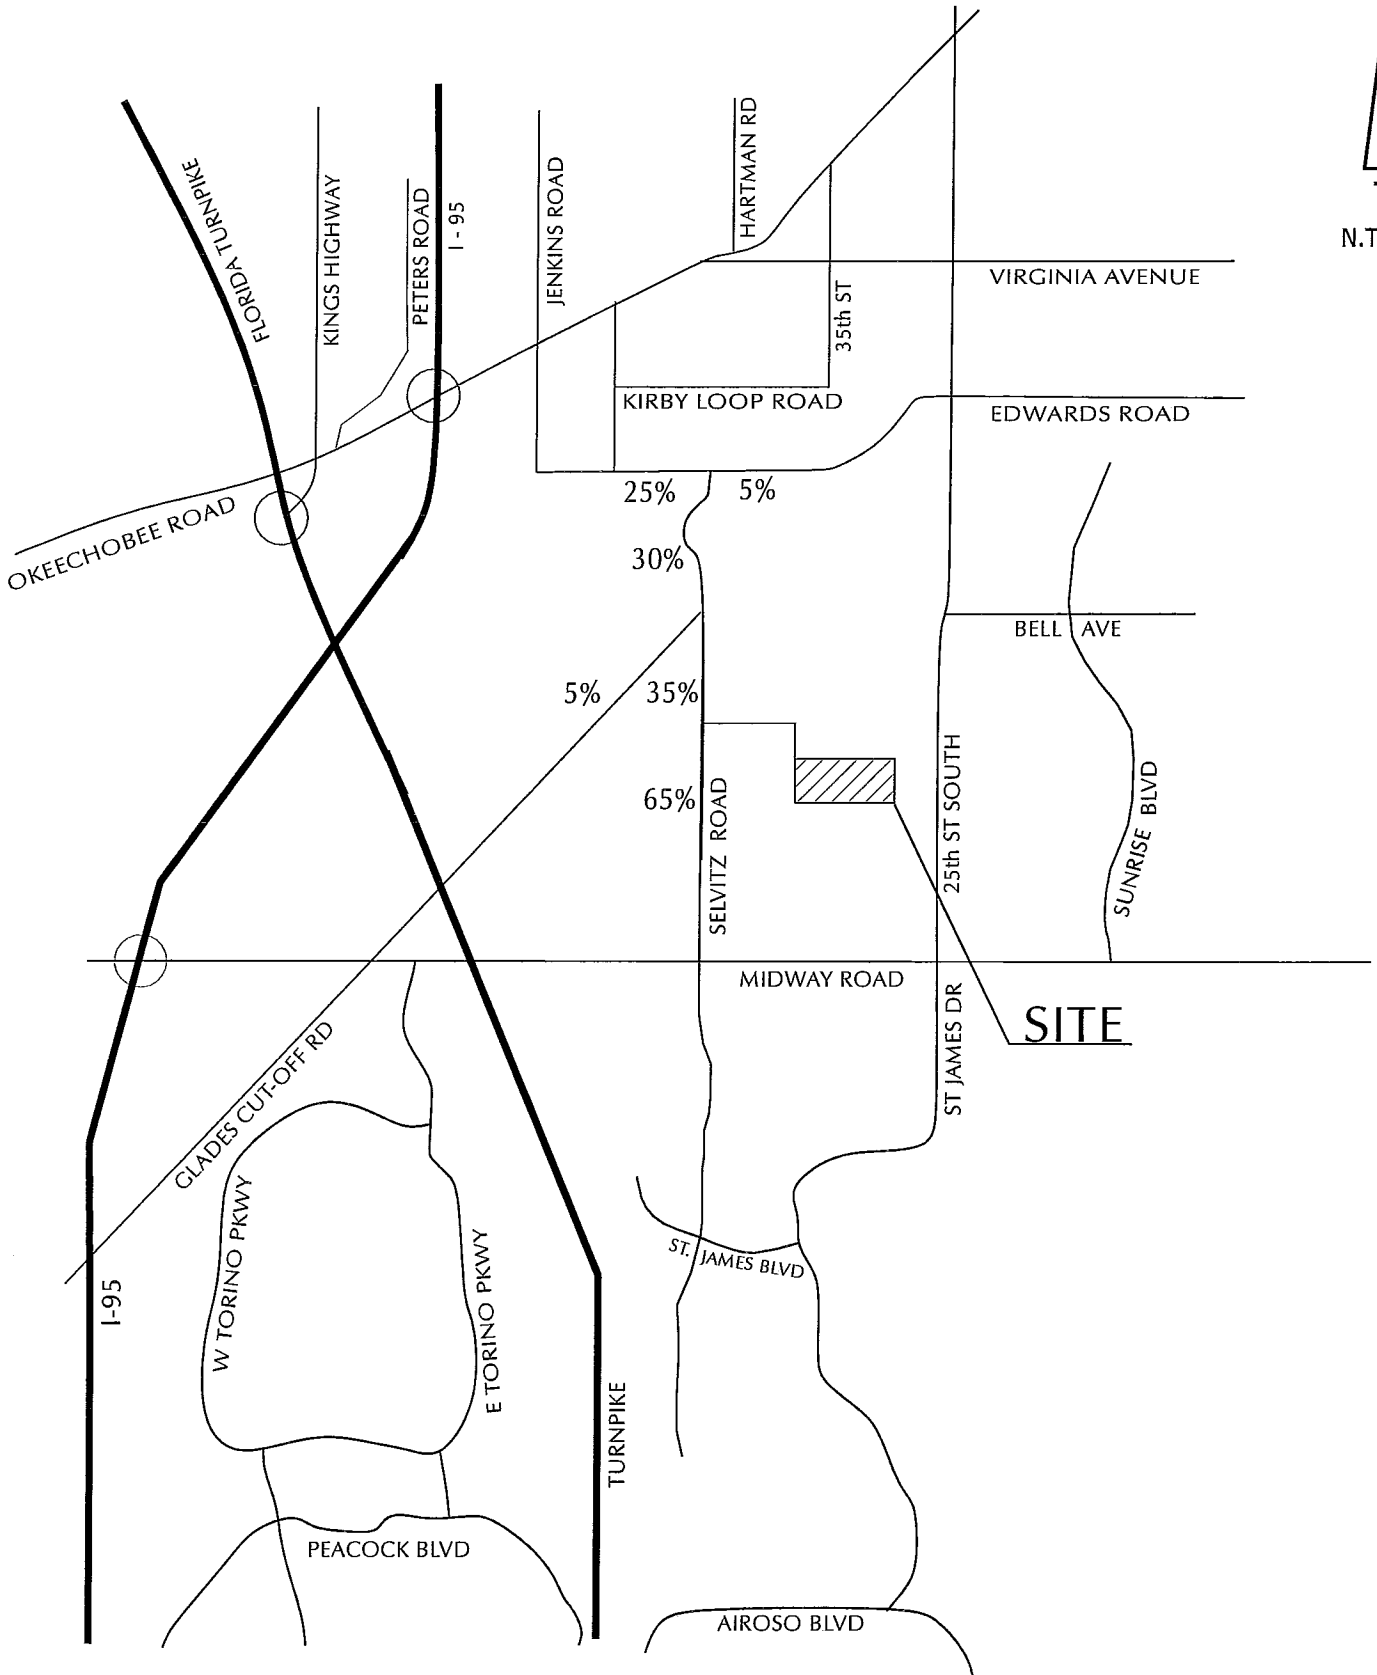 HARTMAN RD
FLORIDA TURNPIKE
KINGS HIGHWAY
PETERS ROAD
I-95
JENKINS ROAD
N.T
VIRGINIA AVENUE
35th ST
KIRBY LOOP ROAD
EDWARDS ROAD
25%
5%
OKEECHOBEE ROAD
30%
BELL AVE
5%
35%
65%
SELVITZ ROAD
25th ST SOUTH
SUNRISE BLVD
MIDWAY ROAD
SITE
ST JAMES DR
GLADES CUT-OFF RD
W TORINO PKWY
E TORINO PKWY
ST. JAMES BLVD
I-95
TURNPIKE
PEACOCK BLVD
AIROSO BLVD